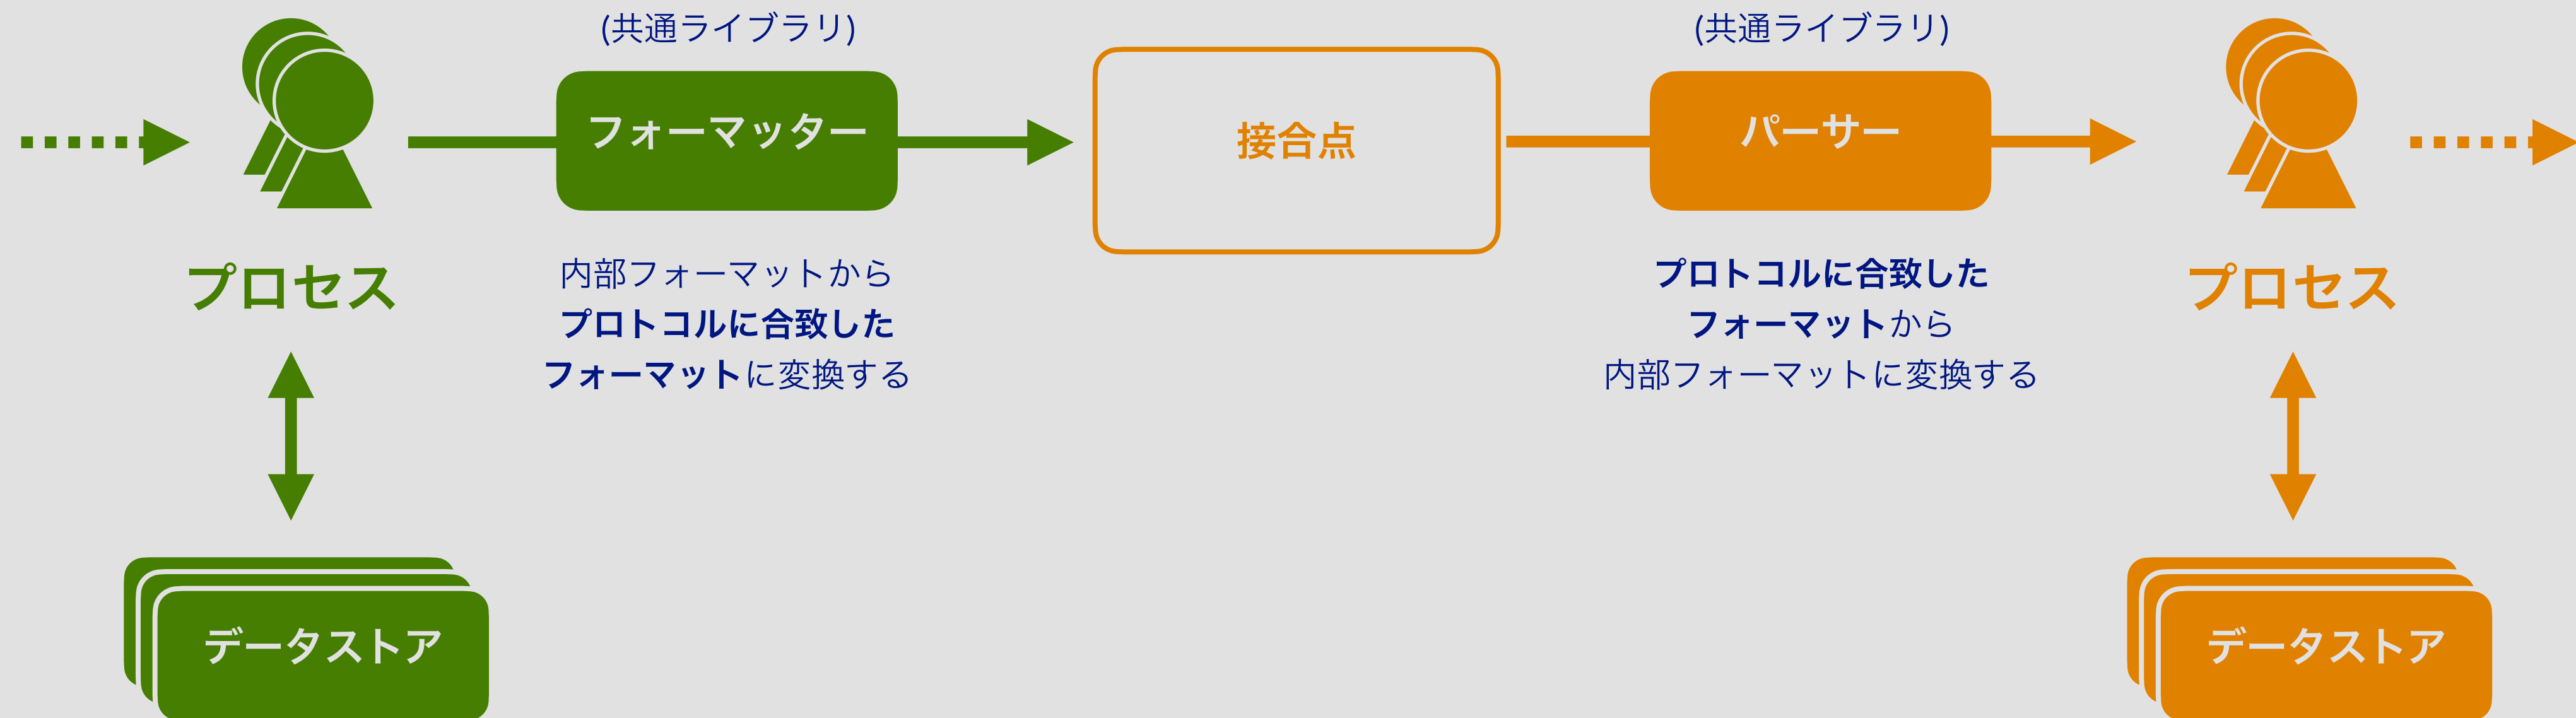 (共通ライブラリ)
フォーマッター
内部フォーマットから
プロトコルに合致した
フォーマットに変換する
プロセス
データストア
接合点
(共通ライブラリ)
パーサー
プロトコルに合致した
フォーマットから
内部フォーマットに変換する
プロセス
データストア